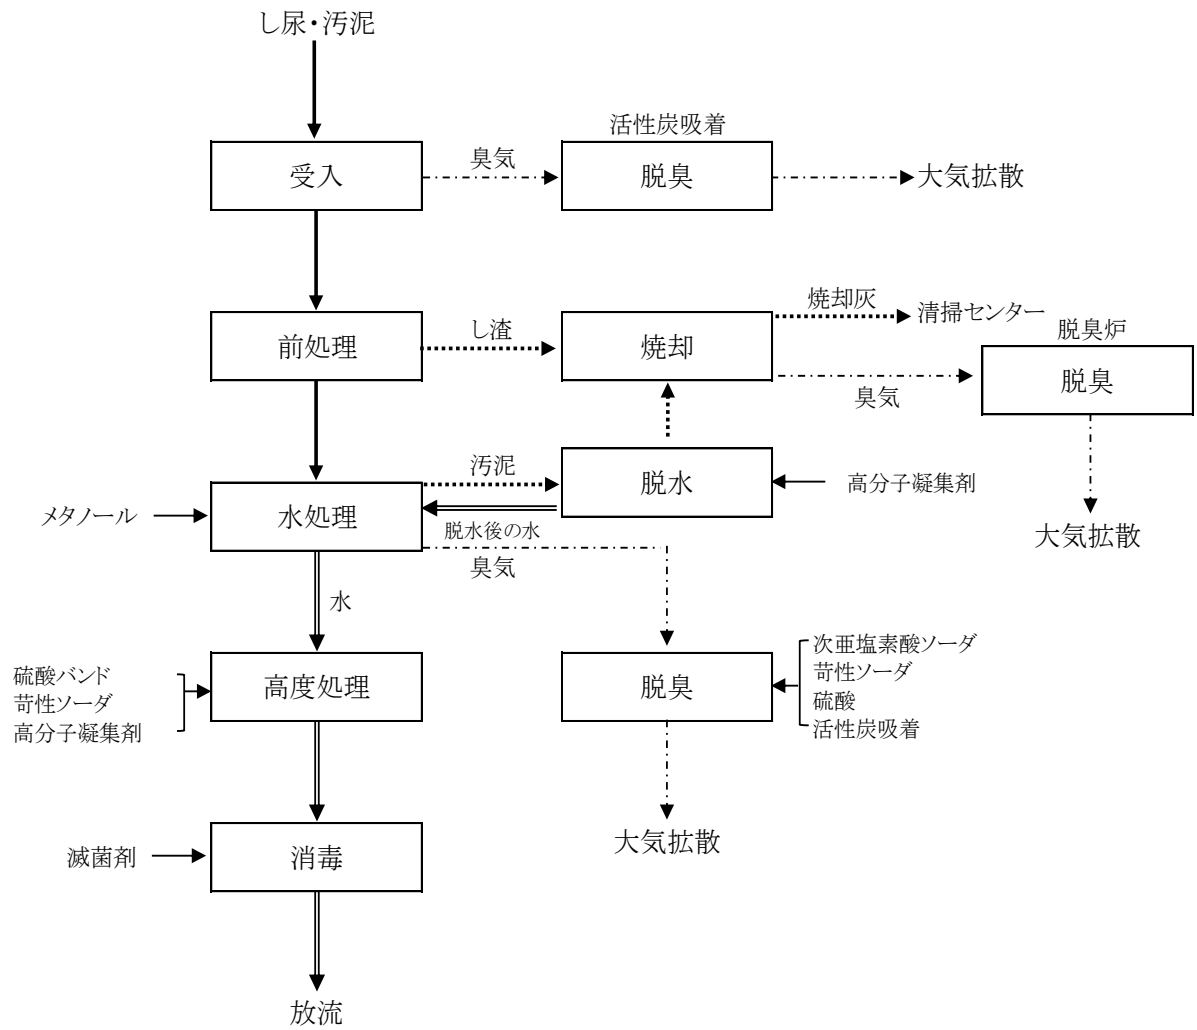 し尿・汚泥
活性炭吸着
受入
臭気
脱臭
大気拡散
前処理
し渣
焼却
焼却灰
清掃センター
脱臭炉
臭気
脱臭
大気拡散
メタノール
水処理
汚泥
脱水
高分子凝集剤
脱水後の水
臭気
水
硫酸バンド
苛性ソーダ
高分子凝集剤
高度処理
脱臭
次亜塩素酸ソーダ
苛性ソーダ
硫酸
活性炭吸着
大気拡散
滅菌剤
消毒
放流